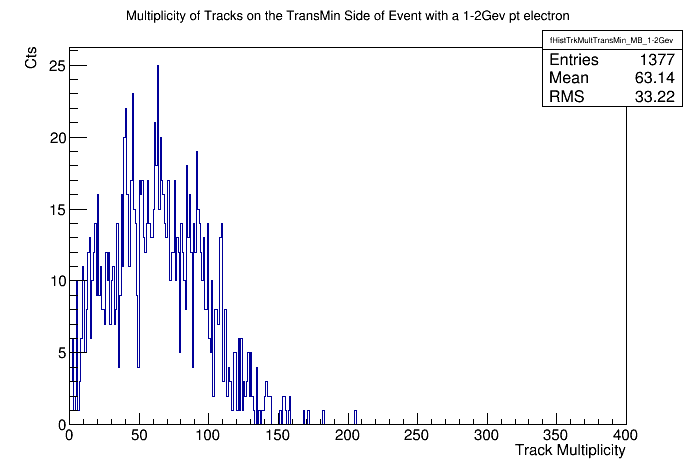 Multiplicity of Tracks on the TransMin Side of Event with a 1-2Gev pt electron
fHistTrkMultTransMin_MB_1-2Gev
Entries 1377
Mean 63.14
RMS 33.22
Cts
25
20
15
10
5
0
0 50 100 150 200 250 300 350 400
Track Multiplicity